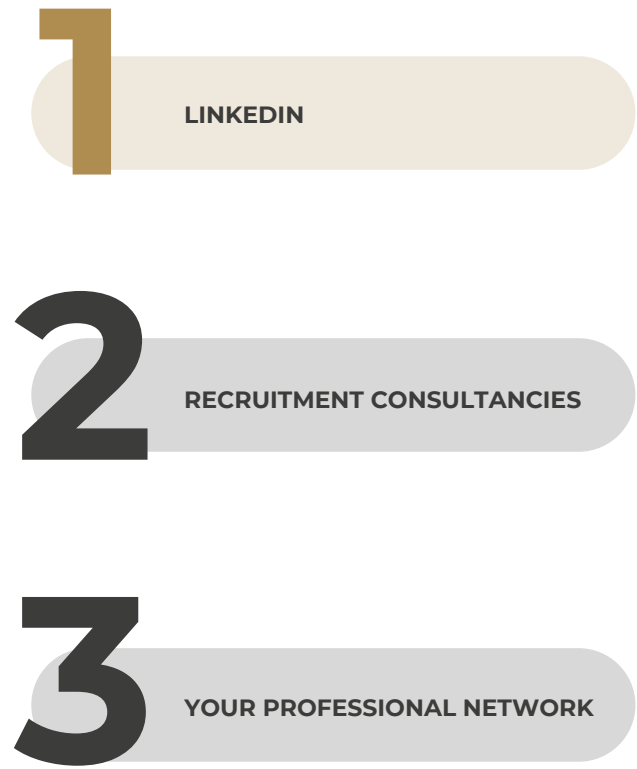 1
LINKEDIN
2
RECRUITMENT CONSULTANCIES
3
YOUR PROFESSIONAL NETWORK